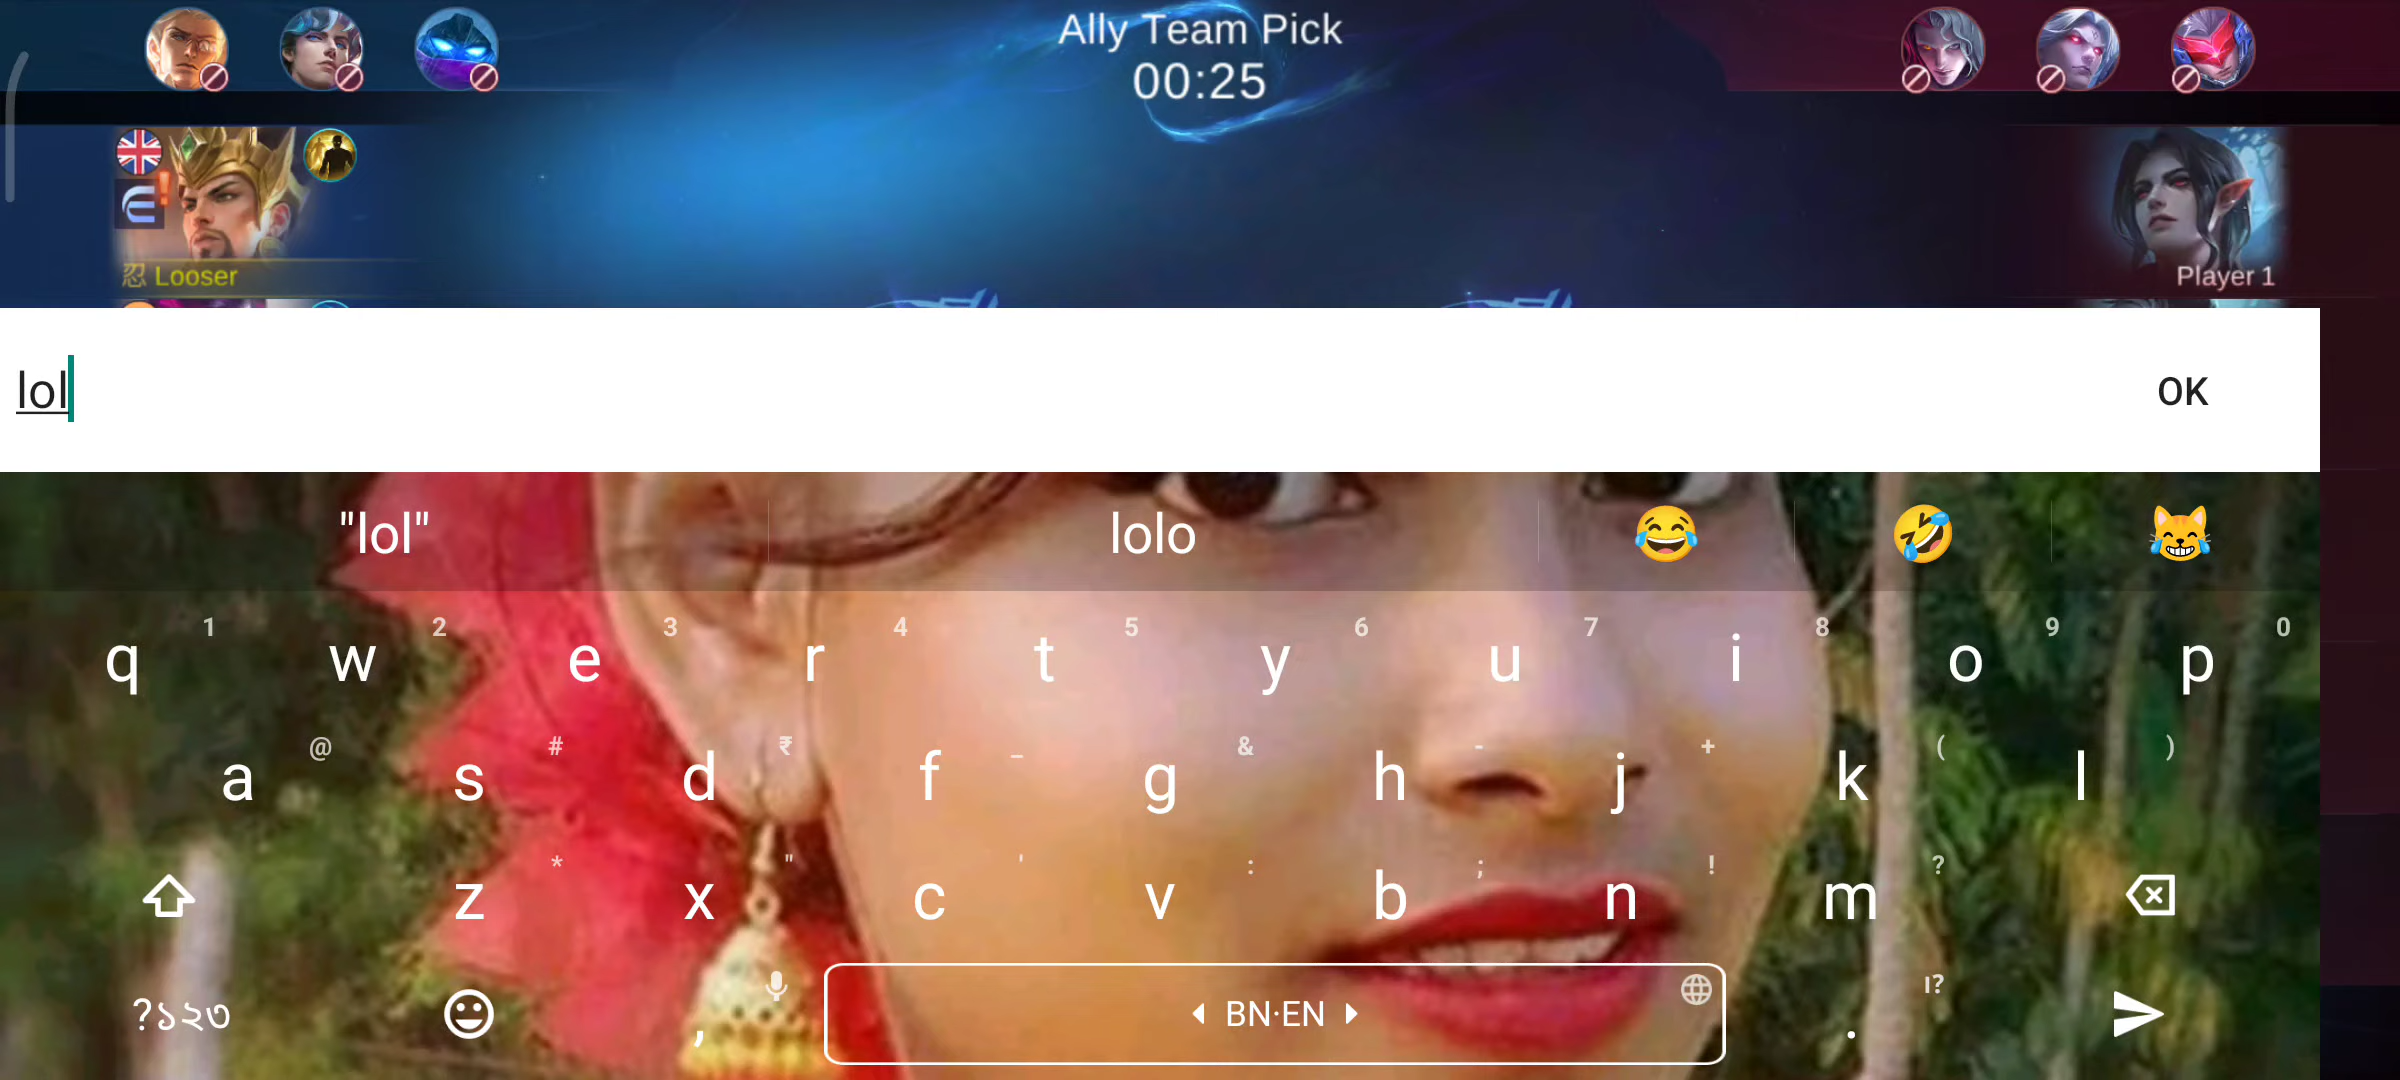 Ally Team Pick
00:25
忍 Looser
Player 1
lol
OK
"lol" lolo 😂 🤣 😹
1 2 3 4 5 6 7 8 9 0
q w e r t y u i o p
@ # ₹ _ & - + ( )
a s d f g h j k l
* " ' : ; ! ?
z x c v b n m
?১২৩ , BN·EN . ।?